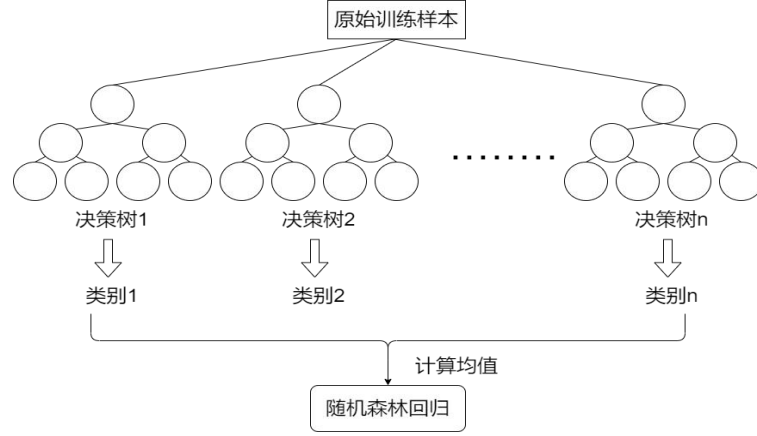 原始训练样本
决策树1
决策树2
决策树n
类别1
类别2
类别n
计算均值
随机森林回归